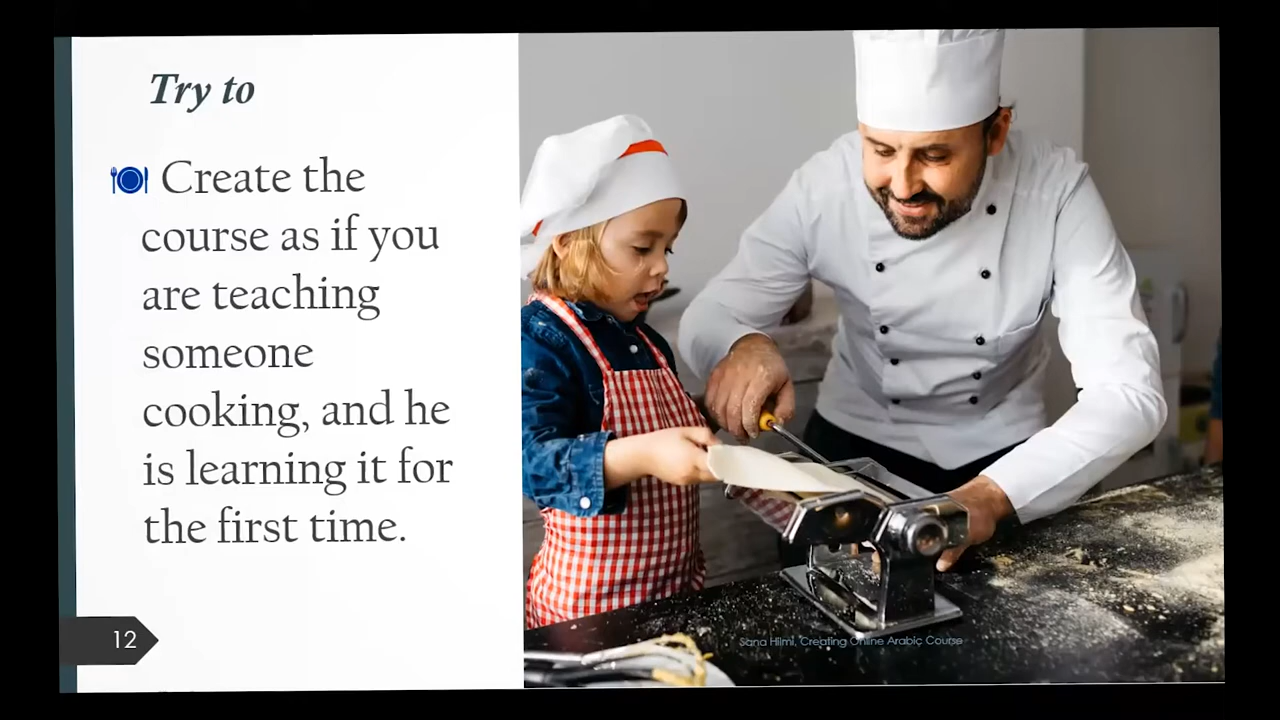 Try to
Create the
course as if you
are teaching
someone
cooking, and he
is learning it for
the first time.
12
Sana Hilmi, Creating Online Arabic Course